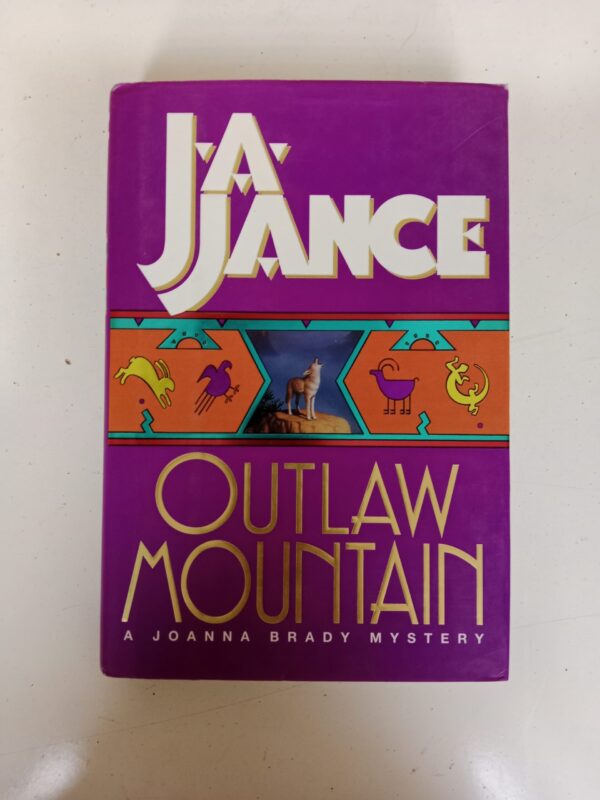 J.A.
JANCE
OUTLAW
MOUNTAIN
A JOANNA BRADY MYSTERY